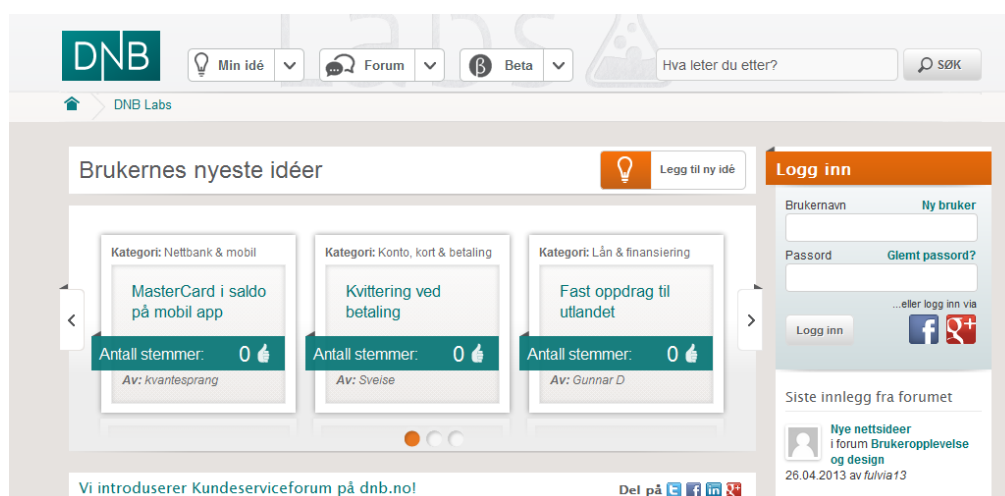 Labs
DNB
Min idé
Forum
β
Beta
Hva leter du etter?
SØK
DNB Labs
Brukernes nyeste idéer
Legg til ny idè
Kategori: Nettbank & mobil
MasterCard i saldo
på mobil app
Antall stemmer: 0
Av: kvantesprang
Kategori: Konto, kort & betaling
Kvittering ved
betaling
Antall stemmer: 0
Av: Sveise
Kategori: Lån & finansiering
Fast oppdrag til
utlandet
Antall stemmer: 0
Av: Gunnar D
Vi introduserer Kundeserviceforum på dnb.no!
Del på
Logg inn
Brukernavn Ny bruker
Passord Glemt passord?
...eller logg inn via
Logg inn
f g+
Siste innlegg fra forumet
Nye nettsideer
i forum Brukeropplevelse
og design
26.04.2013 av fulvia13